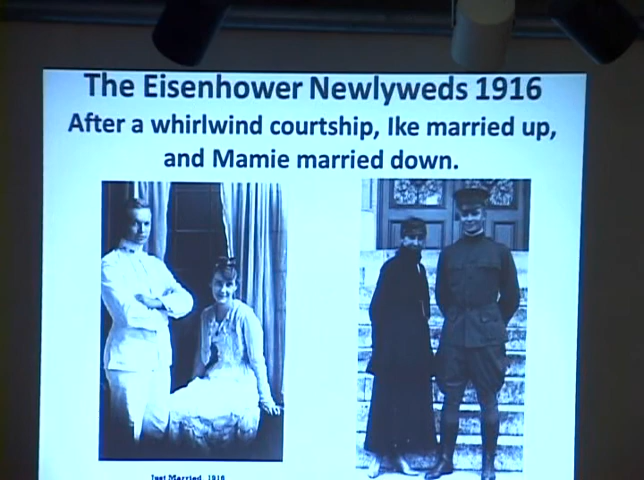 The Eisenhower Newlyweds 1916
After a whirlwind courtship, Ike married up,
and Mamie married down.
Just Married, 1916